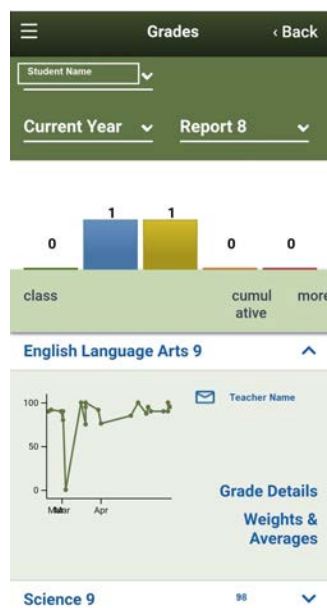 Grades
‹ Back
Student Name
Current Year
Report 8
0
1
1
0
0
class
cumul
ative
more
English Language Arts 9
100
50
0
Mar
Apr
Teacher Name
Grade Details
Weights &
Averages
Science 9
98